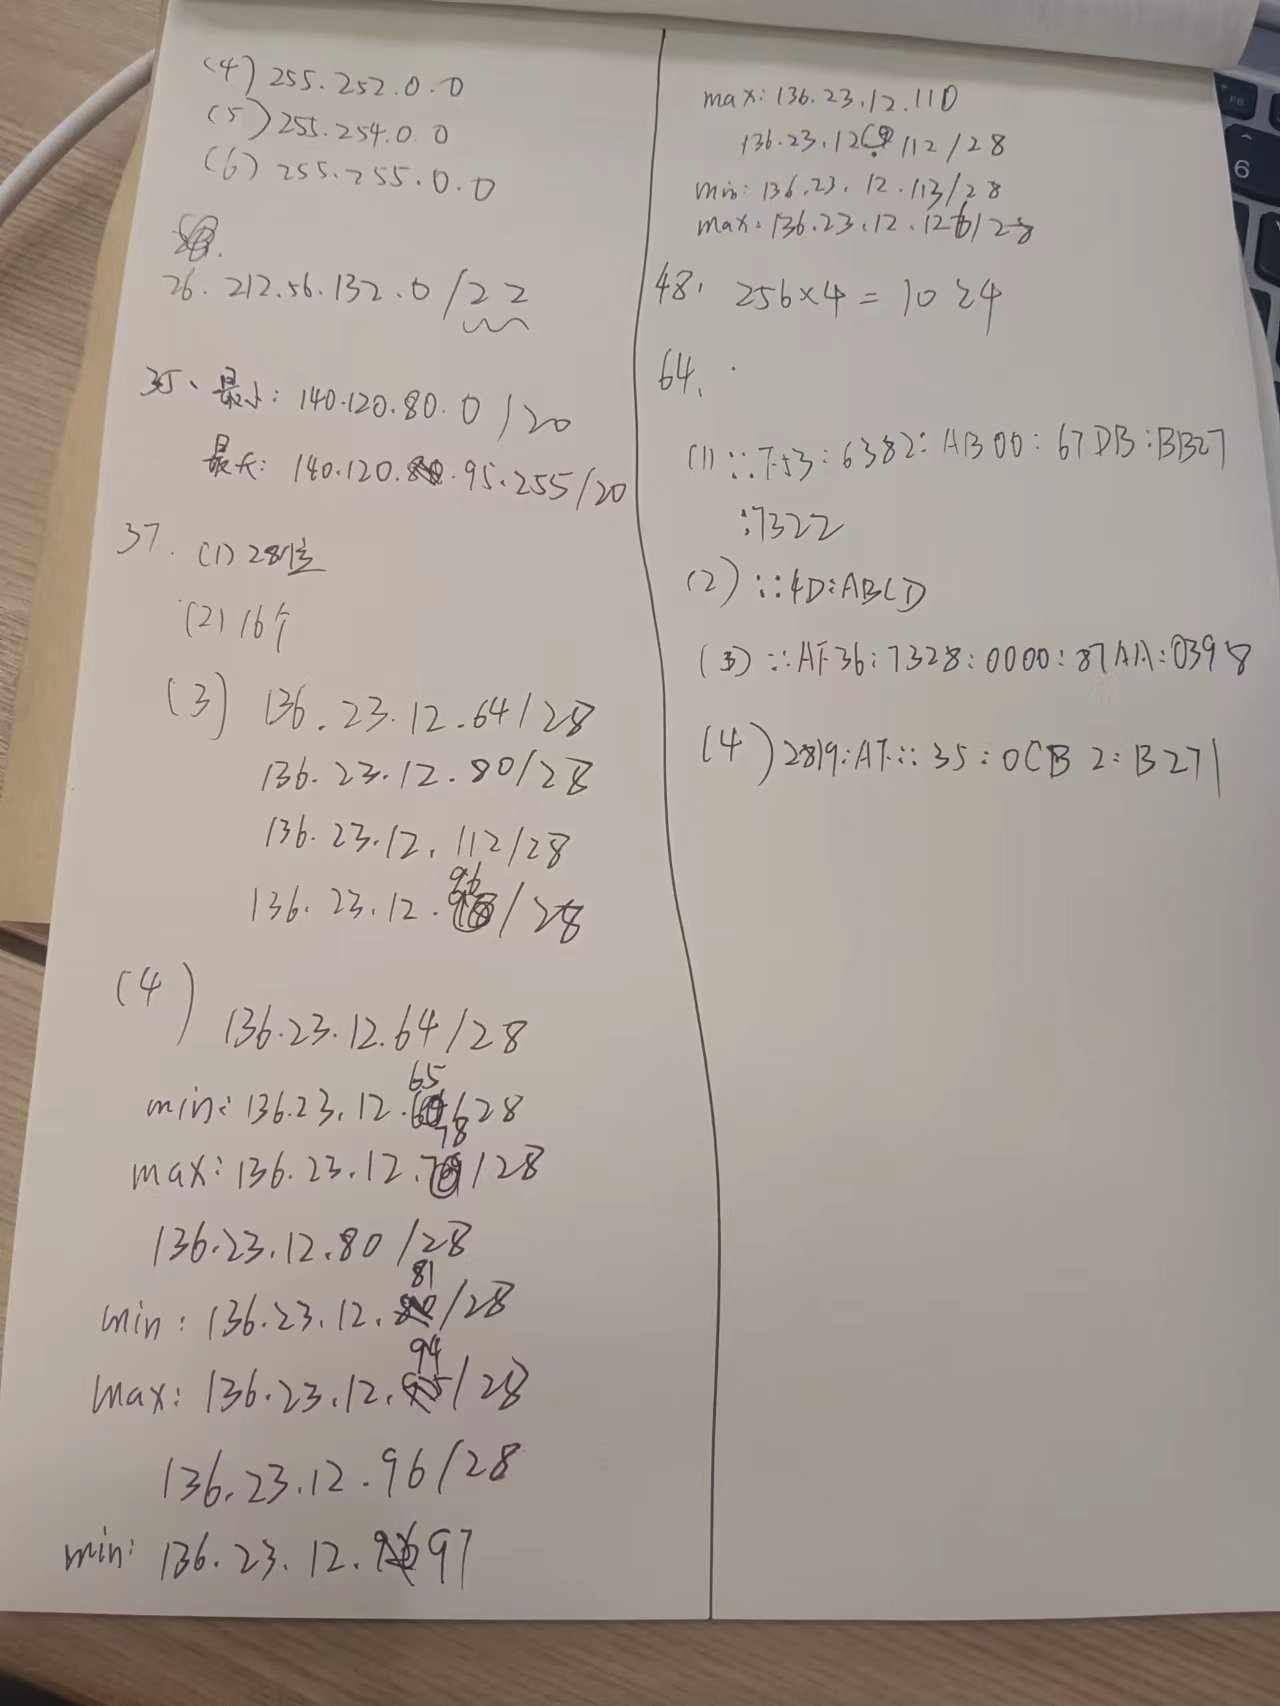 (4) 255.252.0.0
(5) 255.254.0.0
(6) 255.255.0.0
26. 212.56.132.0/22
35、最小: 140.120.80.0/20
最大: 140.120.95.255/20
37. (1) 28位
(2) 16个
(3) 136.23.12.64/28
136.23.12.80/28
136.23.12.112/28
136.23.12.96/28
(4)
136.23.12.64/28
min: 136.23.12.65/28
max: 136.23.12.78/28
136.23.12.80/28
min: 136.23.12.81/28
max: 136.23.12.94/28
136.23.12.96/28
min: 136.23.12.97
max: 136.23.12.110
136.23.12.112/28
min: 136.23.12.113/28
max: 136.23.12.126/28
48. 256×4=1024
64.
(1) ::F53:6382:AB00:67DB:BB27
:7322
(2) ::4D:ABCD
(3) ::AF36:7328:0000:87AA:0398
(4) 2819:AF::35:0CB2:B271